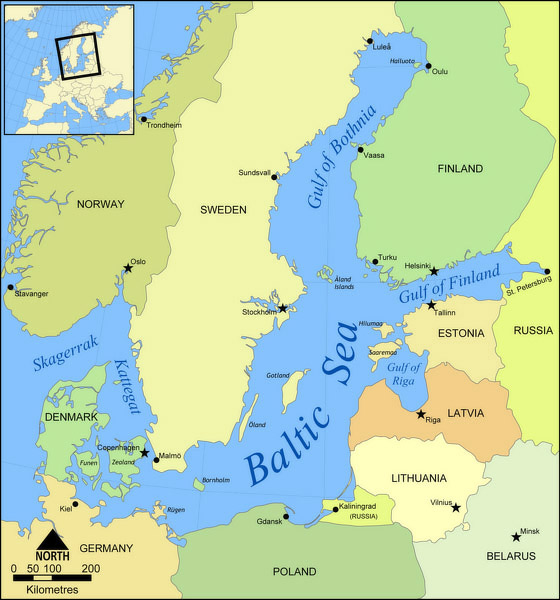 Luleå
Hailuoto
Oulu
Trondheim
Gulf of Bothnia
Vaasa
Sundsvall
FINLAND
NORWAY
SWEDEN
Oslo
Turku
Helsinki
Åland
Islands
Gulf of Finland
St. Petersburg
Stavanger
Stockholm
Tallinn
Hiiumaa
ESTONIA
RUSSIA
Skagerrak
Saaremaa
Kattegat
Gulf of
Riga
Gotland
Baltic Sea
DENMARK
Riga
LATVIA
Öland
Copenhagen
Malmö
Funen
Zealand
LITHUANIA
Bornholm
Kiel
Rügen
Kaliningrad
(RUSSIA)
Vilnius
Gdansk
Minsk
NORTH
GERMANY
BELARUS
POLAND
0 50 100 200
Kilometres